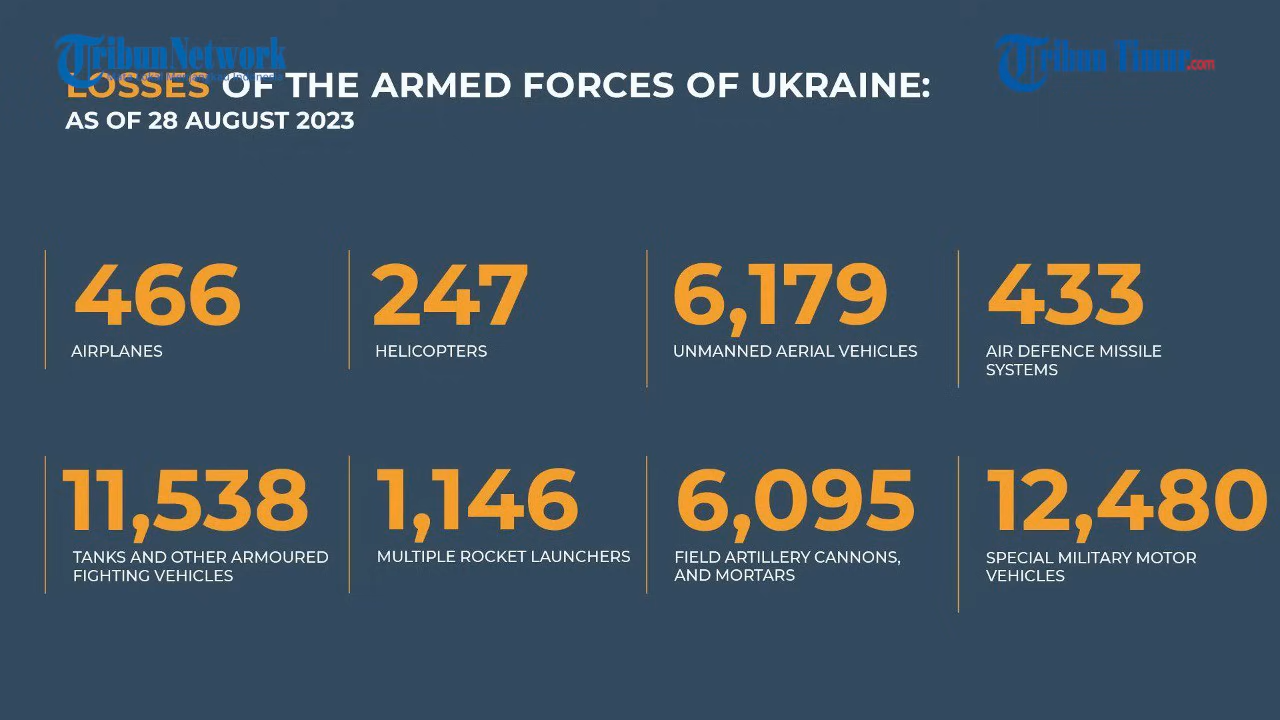 TribunNetwork
Tribun Timur.com
LOSSES OF THE ARMED FORCES OF UKRAINE:
AS OF 28 AUGUST 2023
466
AIRPLANES
247
HELICOPTERS
6,179
UNMANNED AERIAL VEHICLES
433
AIR DEFENCE MISSILE
SYSTEMS
11,538
TANKS AND OTHER ARMOURED
FIGHTING VEHICLES
1,146
MULTIPLE ROCKET LAUNCHERS
6,095
FIELD ARTILLERY CANNONS,
AND MORTARS
12,480
SPECIAL MILITARY MOTOR
VEHICLES